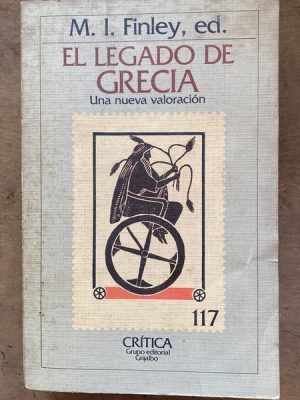 M. I. Finley, ed.
EL LEGADO DE
GRECIA
Una nueva valoración
117
CRÍTICA
Grupo editorial
Grijalbo